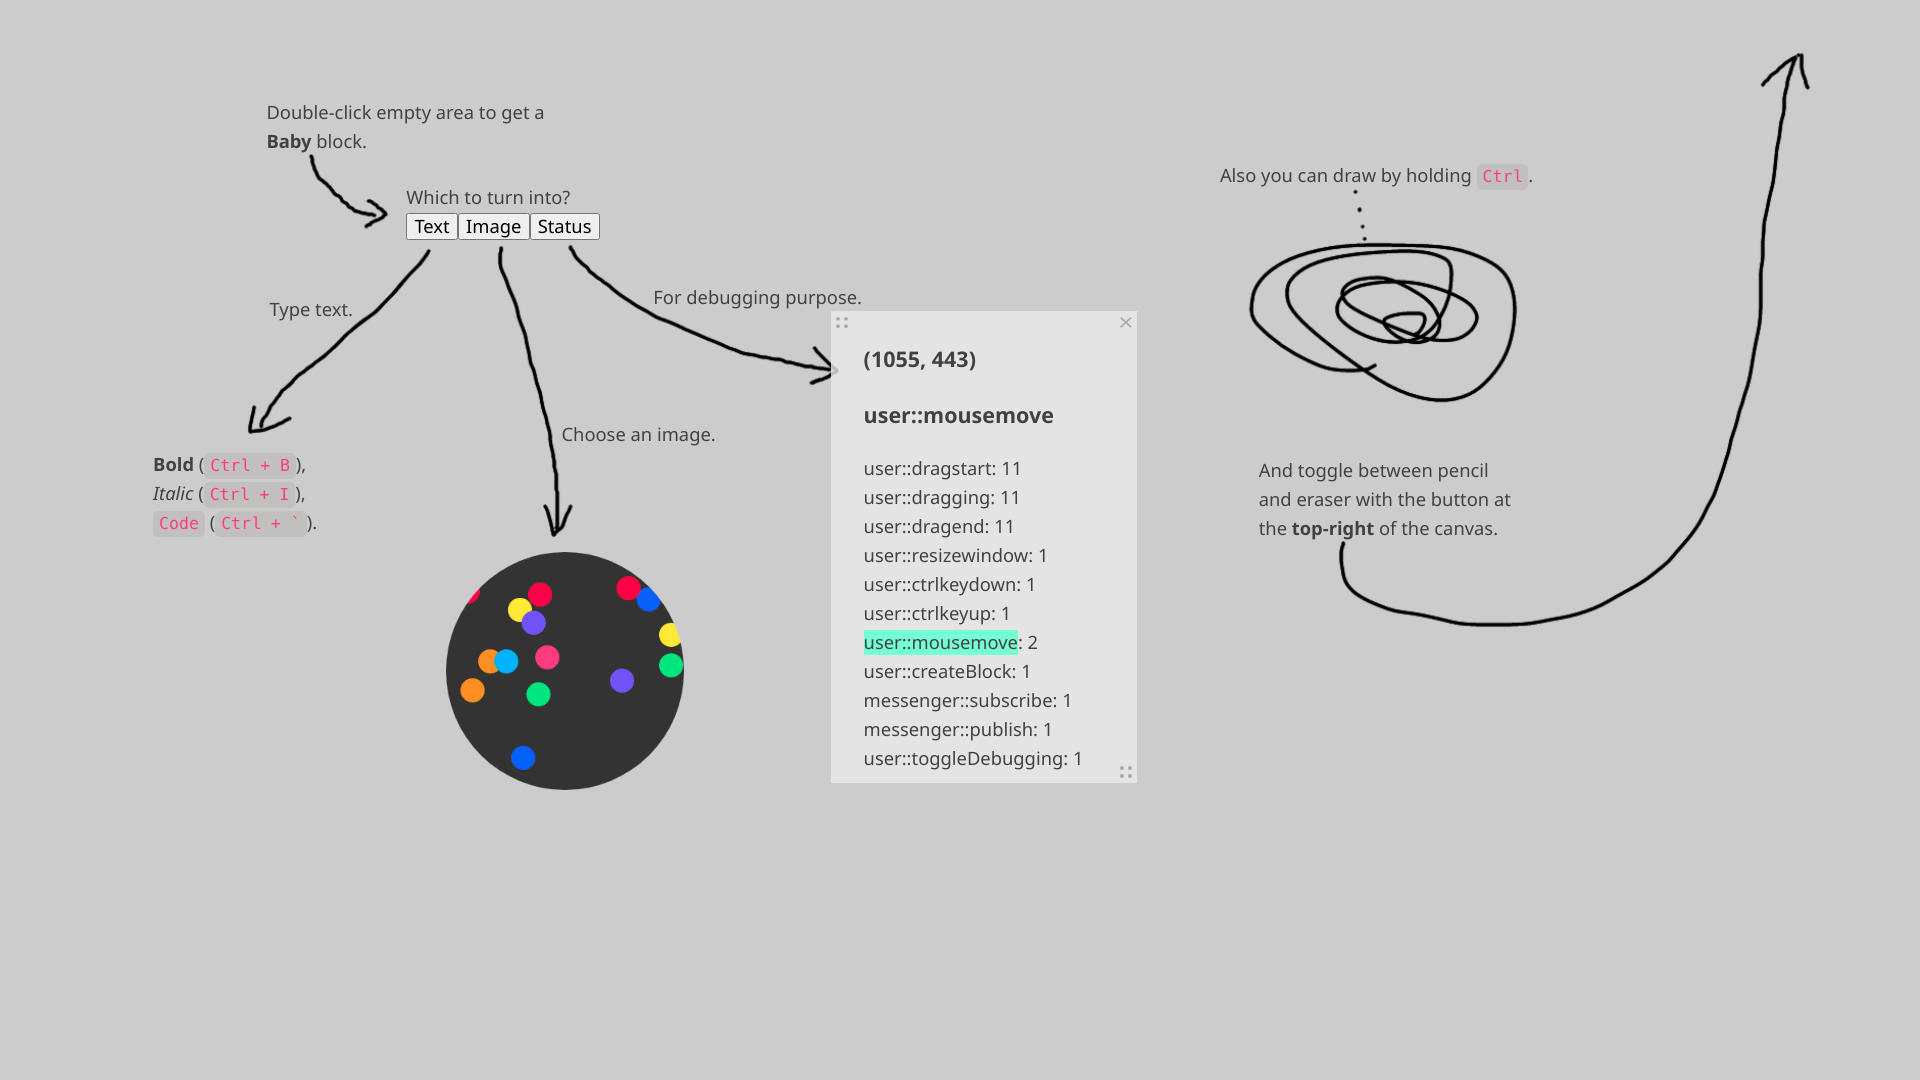 Double-click empty area to get a
Baby block.
Which to turn into?
Text Image Status
Type text.
For debugging purpose.
Choose an image.
Bold (Ctrl + B),
Italic (Ctrl + I),
Code (Ctrl + `).
(1055, 443)
user::mousemove
user::dragstart: 11
user::dragging: 11
user::dragend: 11
user::resizewindow: 1
user::ctrlkeydown: 1
user::ctrlkeyup: 1
user::mousemove: 2
user::createBlock: 1
messenger::subscribe: 1
messenger::publish: 1
user::toggleDebugging: 1
Also you can draw by holding Ctrl.
And toggle between pencil
and eraser with the button at
the top-right of the canvas.